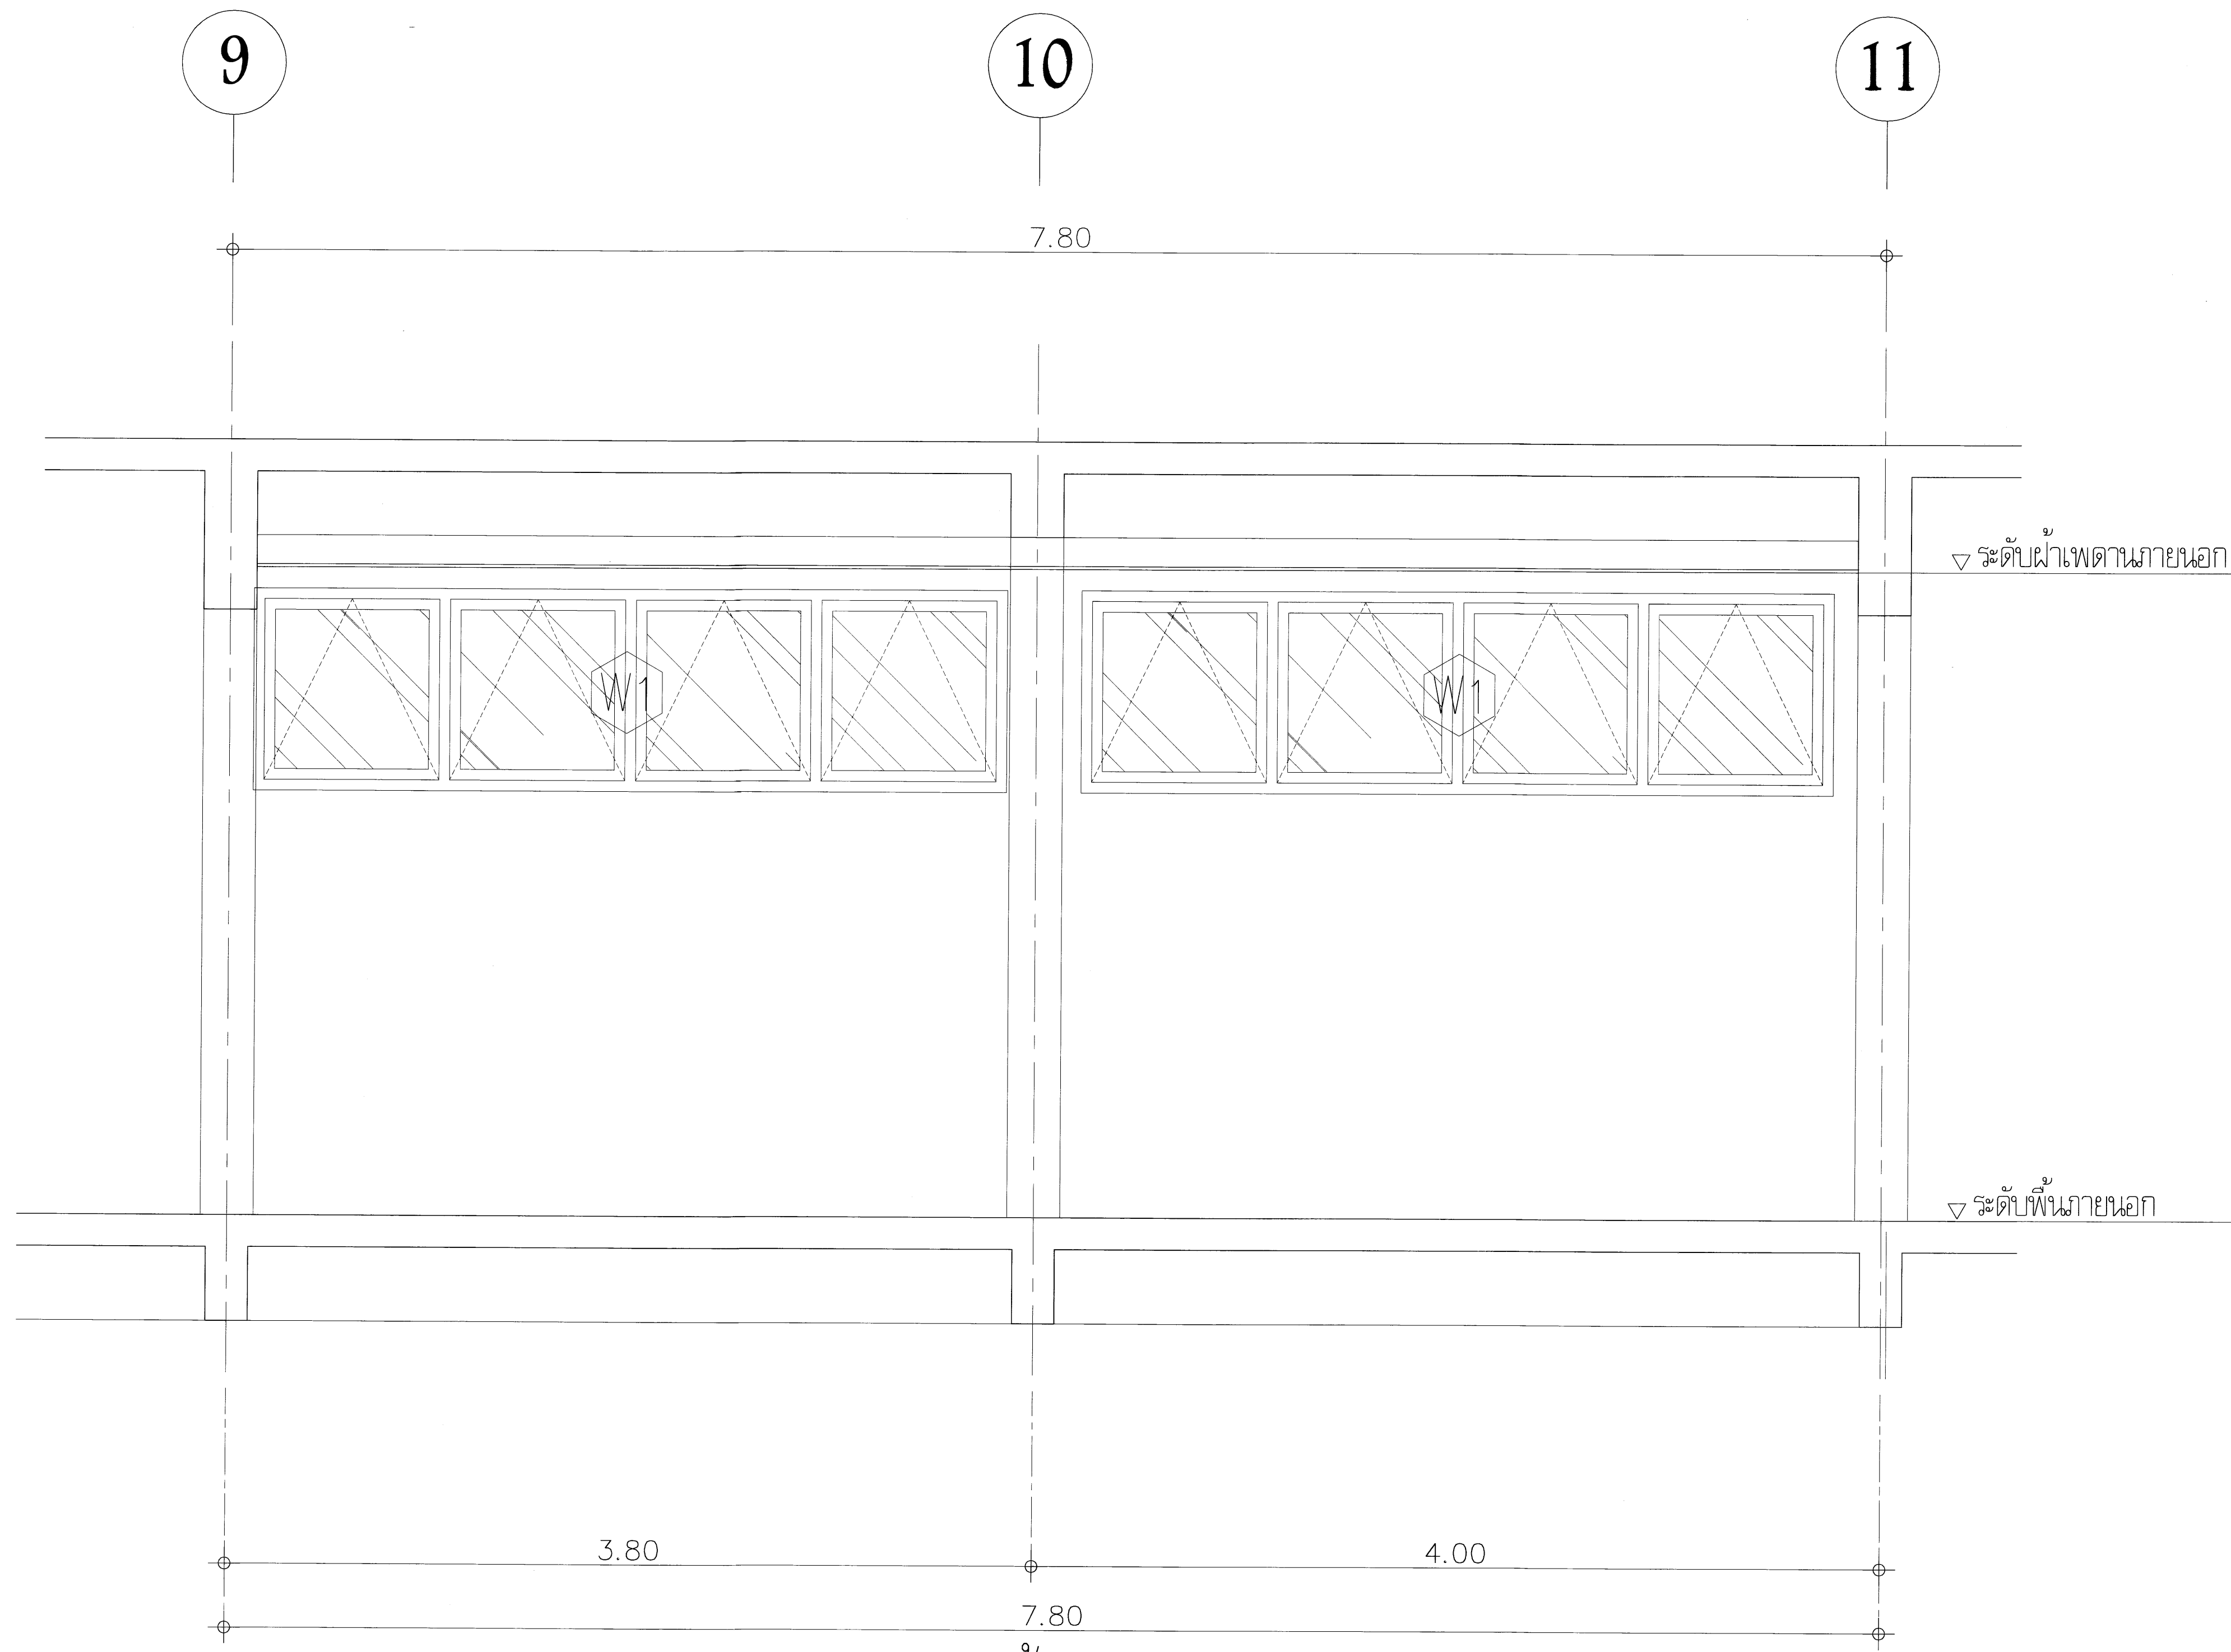 9 10 11
7.80
ระดับฝ้าเพดานภายนอก
W1 W1
ระดับพื้นภายนอก
3.80 4.00
7.80